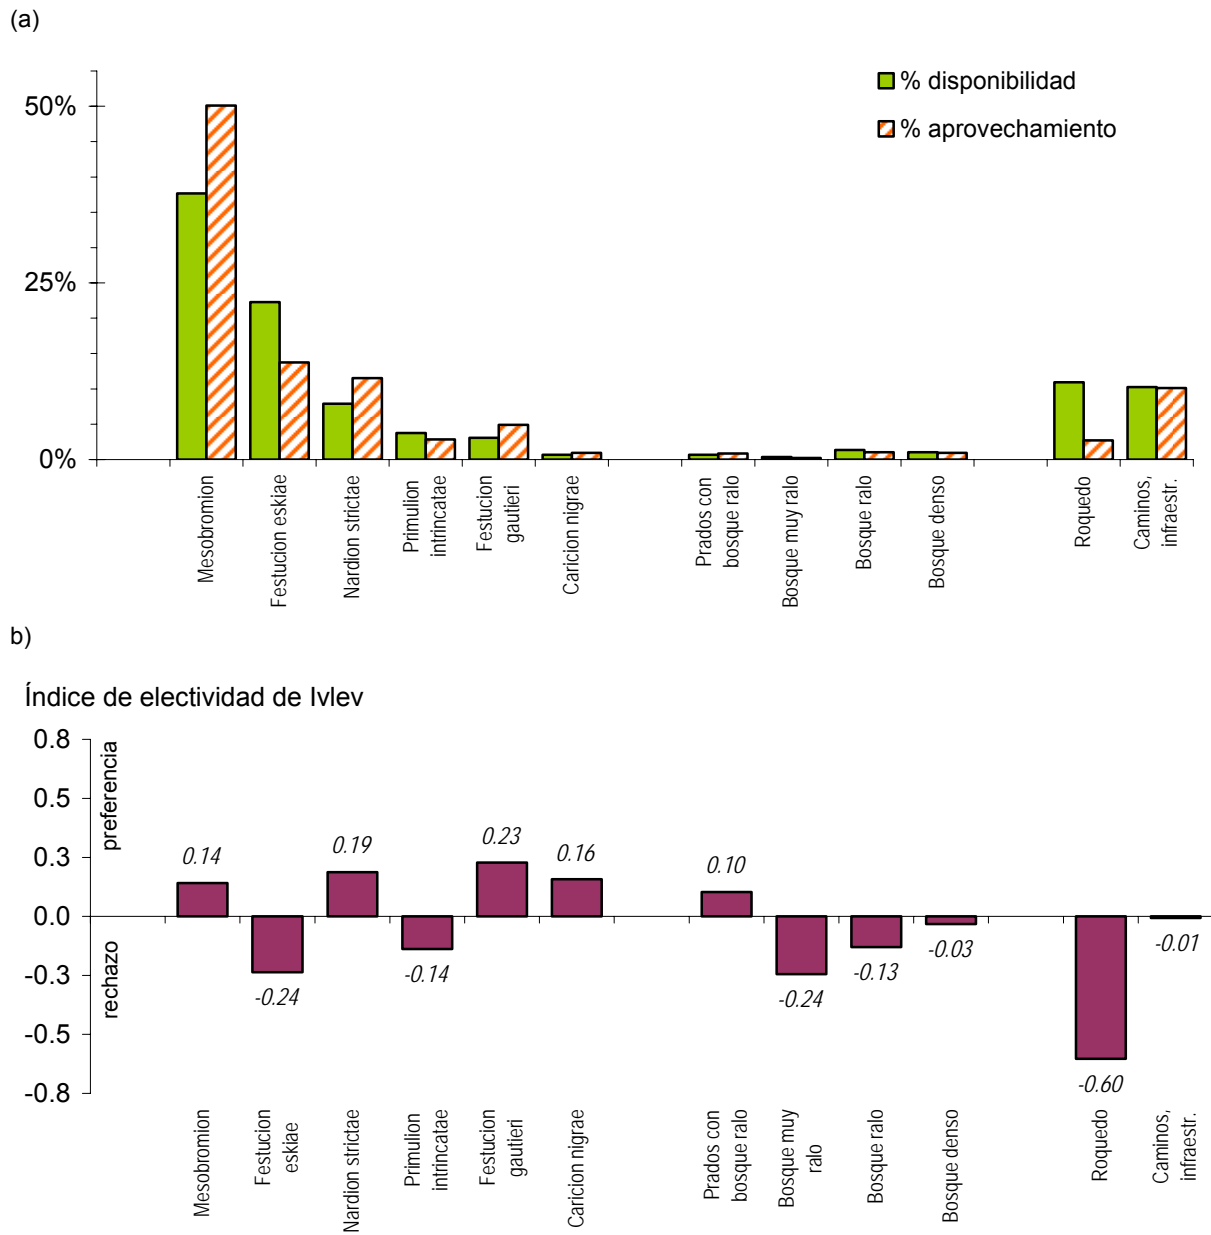 (a)
% disponibilidad
% aprovechamiento
50%
25%
0%
Mesobromion
Festucion eskiae
Nardion strictae
Primulion
intrincatae
Festucion
gautieri
Caricion nigrae
Prados con
bosque ralo
Bosque muy ralo
Bosque ralo
Bosque denso
Roquedo
Caminos,
infraestr.
b)
Índice de electividad de Ivlev
0.8
0.5
0.3
0.0
-0.3
-0.5
-0.8
preferencia
rechazo
0.14
-0.24
0.19
-0.14
0.23
0.16
0.10
-0.24
-0.13
-0.03
-0.60
-0.01
Mesobromion
Festucion
eskiae
Nardion strictae
Primulion
intrincatae
Festucion
gautieri
Caricion nigrae
Prados con
bosque ralo
Bosque muy
ralo
Bosque ralo
Bosque denso
Roquedo
Caminos,
infraestr.